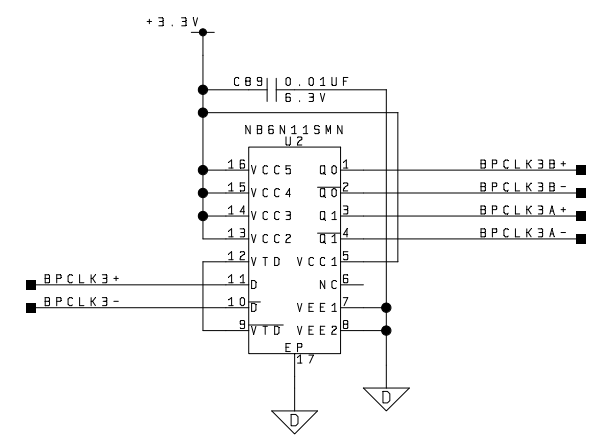 +3.3V
C89 0.01UF
6.3V
NB6N11SMN
U2
16 VCC5 Q0 1 BPCLK3B+
15 VCC4 Q0 2 BPCLK3B-
14 VCC3 Q1 3 BPCLK3A+
13 VCC2 Q1 4 BPCLK3A-
12 VTD VCC1 5
BPCLK3+ 11 D NC 6
BPCLK3- 10 D VEE1 7
9 VTD VEE2 8
EP
17
D
D